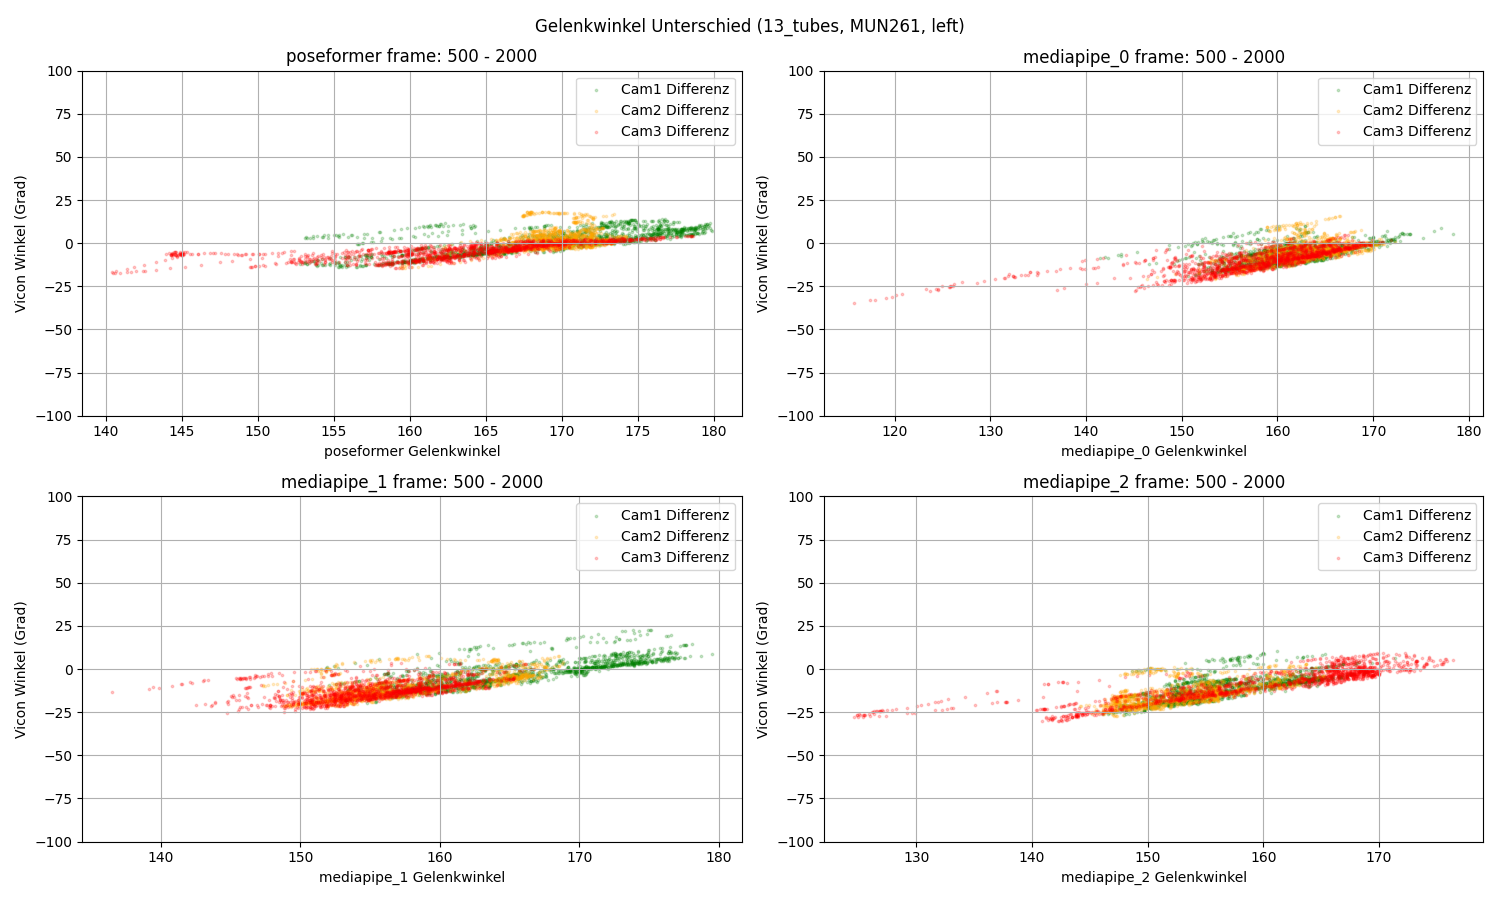 Gelenkwinkel Unterschied (13_tubes, MUN261, left)
poseformer frame: 500 - 2000
100
75
50
25
0
−25
−50
−75
−100
Vicon Winkel (Grad)
Cam1 Differenz
Cam2 Differenz
Cam3 Differenz
140 145 150 155 160 165 170 175 180
poseformer Gelenkwinkel
mediapipe_0 frame: 500 - 2000
100
75
50
25
0
−25
−50
−75
−100
Vicon Winkel (Grad)
Cam1 Differenz
Cam2 Differenz
Cam3 Differenz
120 130 140 150 160 170 180
mediapipe_0 Gelenkwinkel
mediapipe_1 frame: 500 - 2000
100
75
50
25
0
−25
−50
−75
−100
Vicon Winkel (Grad)
Cam1 Differenz
Cam2 Differenz
Cam3 Differenz
140 150 160 170 180
mediapipe_1 Gelenkwinkel
mediapipe_2 frame: 500 - 2000
100
75
50
25
0
−25
−50
−75
−100
Vicon Winkel (Grad)
Cam1 Differenz
Cam2 Differenz
Cam3 Differenz
130 140 150 160 170
mediapipe_2 Gelenkwinkel